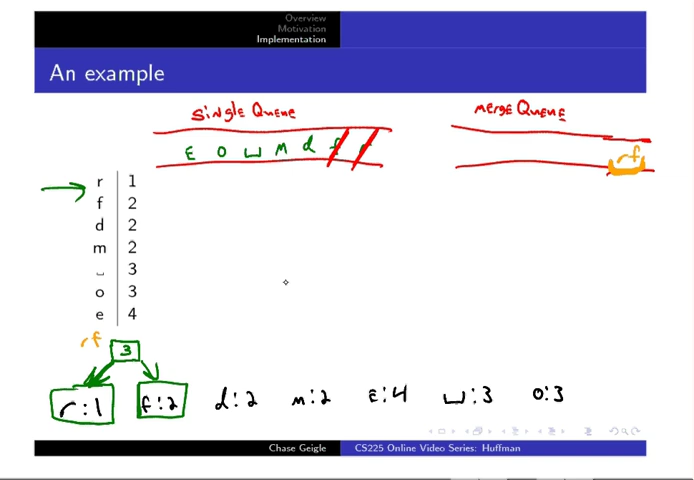 Overview
Motivation
Implementation
An example
Single Queue
merge Queue
E O ␣ m d f r
rf
r 1
f 2
d 2
m 2
␣ 3
o 3
e 4
rf
3
r:1 f:2 d:2 m:2 E:4 ␣:3 o:3
Chase Geigle CS225 Online Video Series: Huffman